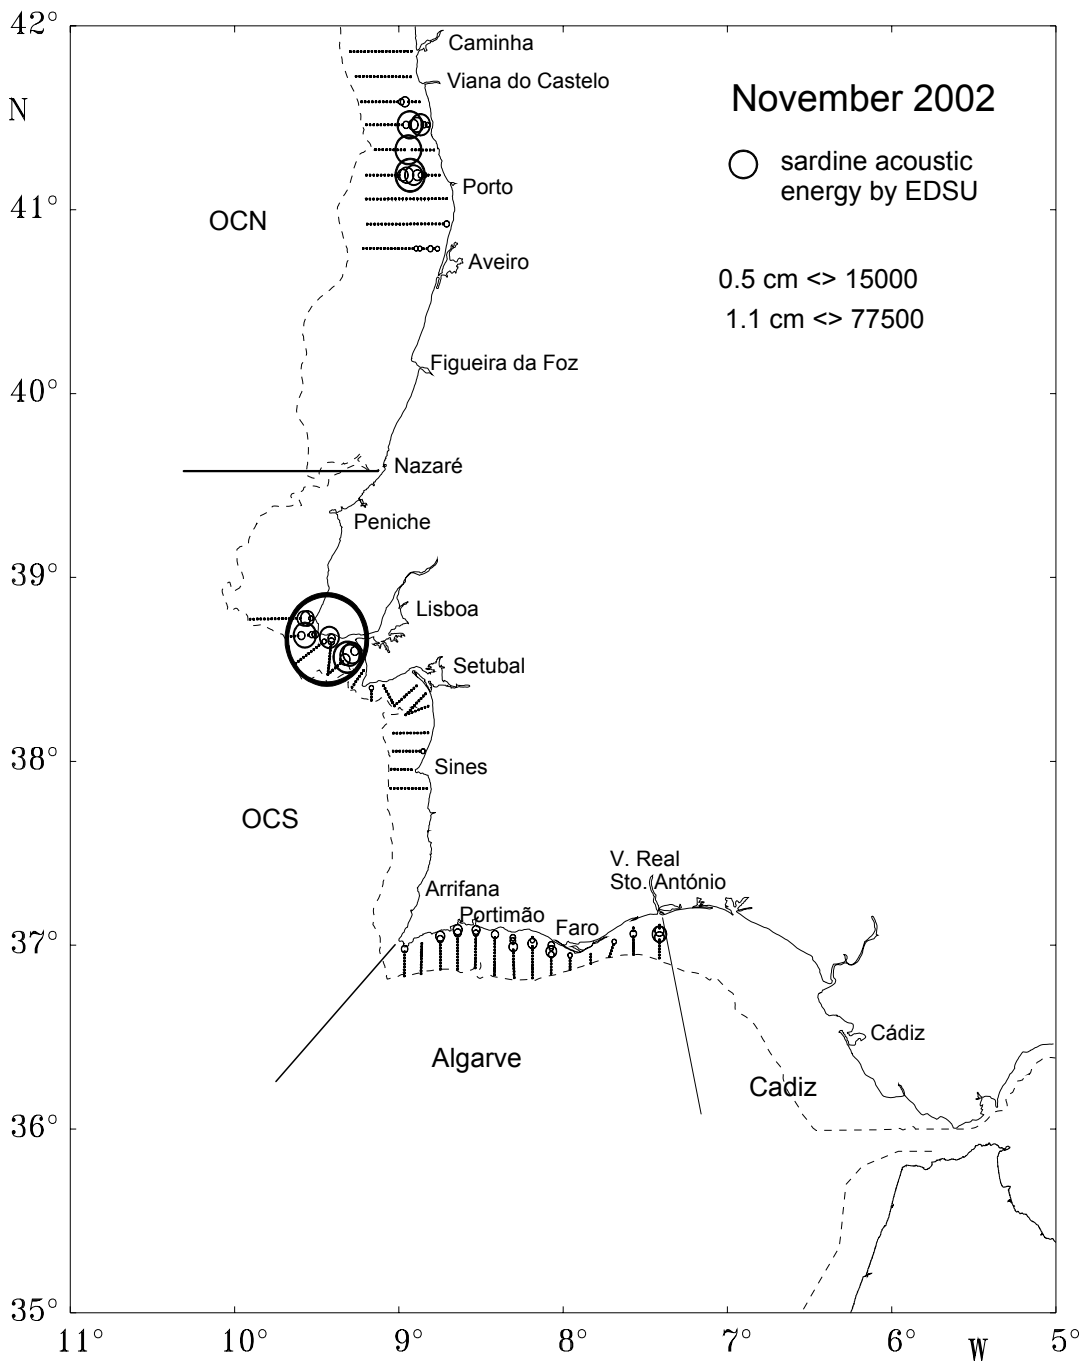 42°
Caminha
Viana do Castelo
N
November 2002
sardine acoustic
energy by EDSU
Porto
OCN
41°
Aveiro
0.5 cm <> 15000
1.1 cm <> 77500
Figueira da Foz
40°
Nazaré
Peniche
39°
Lisboa
Setubal
38°
Sines
OCS
V. Real
Sto. António
Arrifana
Portimão
Faro
37°
Cádiz
Algarve
Cadiz
36°
35°
11°
10°
9°
8°
7°
6°
W
5°